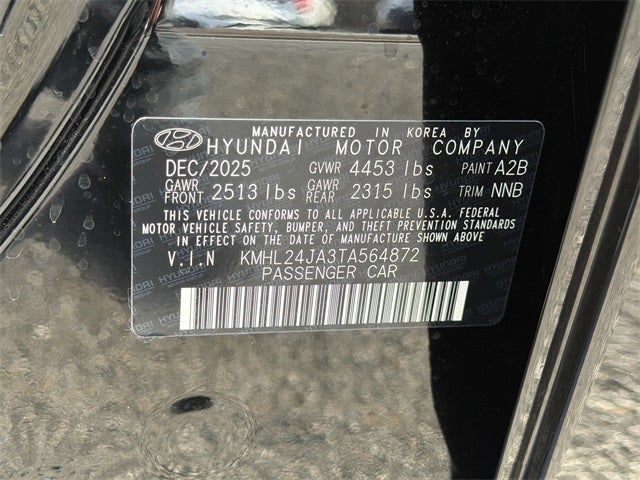 MANUFACTURED IN KOREA BY
HYUNDAI MOTOR COMPANY
DEC/2025 GVWR 4453 lbs PAINT A2B
GAWR FRONT 2513 lbs GAWR REAR 2315 lbs TRIM NNB
THIS VEHICLE CONFORMS TO ALL APPLICABLE U.S.A. FEDERAL
MOTOR VEHICLE SAFETY, BUMPER, AND THEFT PREVENTION STANDARDS
IN EFFECT ON THE DATE OF MANUFACTURE SHOWN ABOVE
V.I.N KMHL24JA3TA564872
PASSENGER CAR